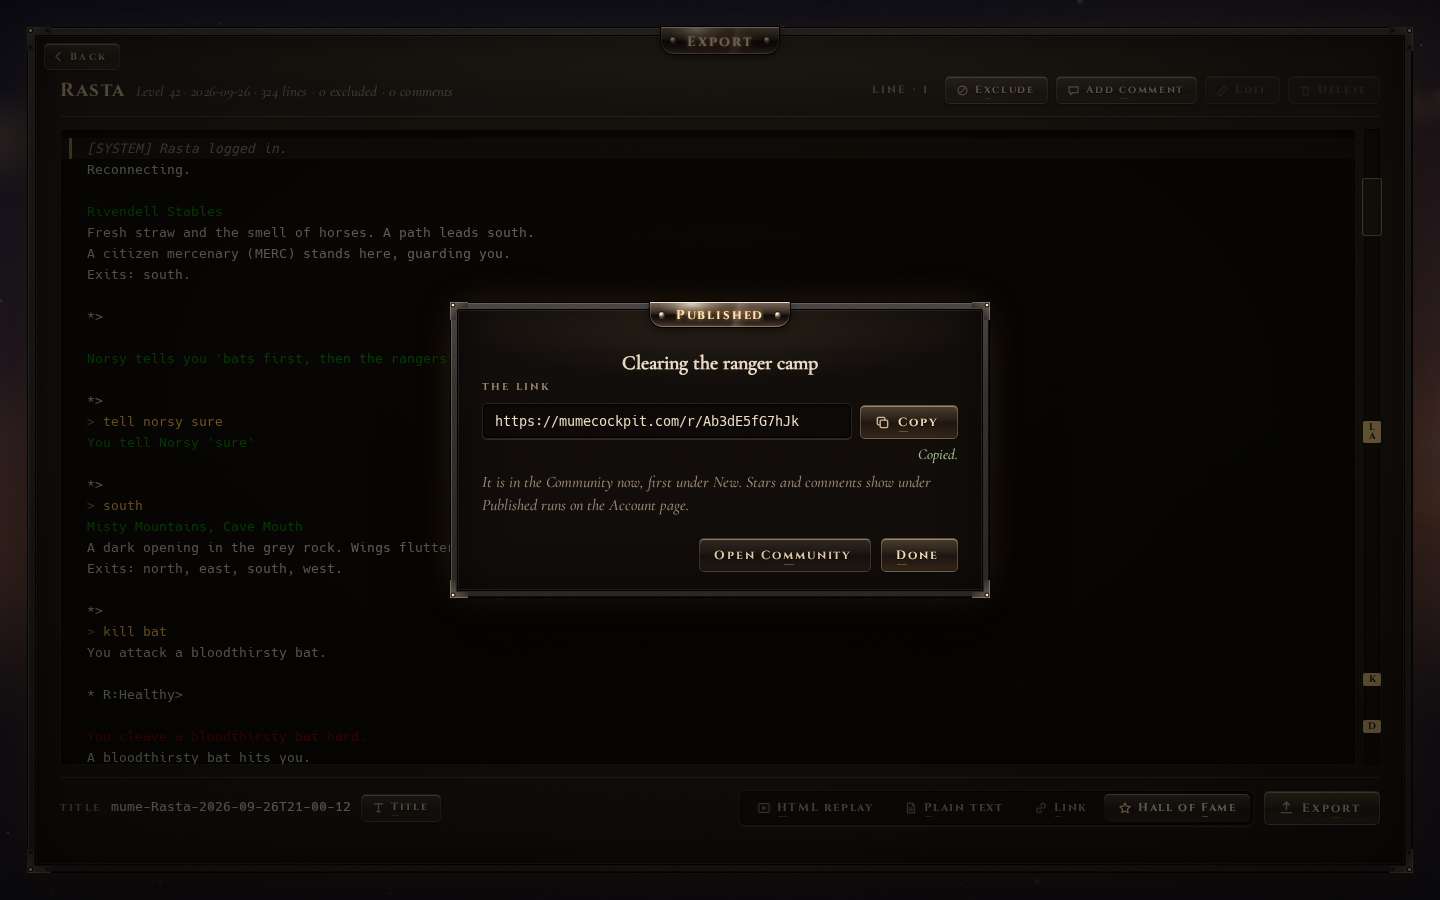 EXPORT
BACK
RASTA Level 42 · 2026-09-26 · 324 lines · 0 excluded · 0 comments
LINE · 1 EXCLUDE ADD COMMENT EDIT DELETE
[SYSTEM] Rasta logged in.
Reconnecting.
Rivendell Stables
Fresh straw and the smell of horses. A path leads south.
A citizen mercenary (MERC) stands here, guarding you.
Exits: south.
*>
Norsy tells you 'bats first, then the rangers
*>
> tell norsy sure
You tell Norsy 'sure'
*>
> south
Misty Mountains, Cave Mouth
A dark opening in the grey rock. Wings flutter
Exits: north, east, south, west.
*>
> kill bat
You attack a bloodthirsty bat.
* R:Healthy>
You cleave a bloodthirsty bat hard.
A bloodthirsty bat hits you.
L
A
K
D
PUBLISHED
Clearing the ranger camp
THE LINK
https://mumecockpit.com/r/Ab3dE5fG7hJk COPY
Copied.
It is in the Community now, first under New. Stars and comments show under
Published runs on the Account page.
OPEN COMMUNITY DONE
TITLE mume-Rasta-2026-09-26T21-00-12 TITLE
HTML REPLAY PLAIN TEXT LINK HALL OF FAME EXPORT